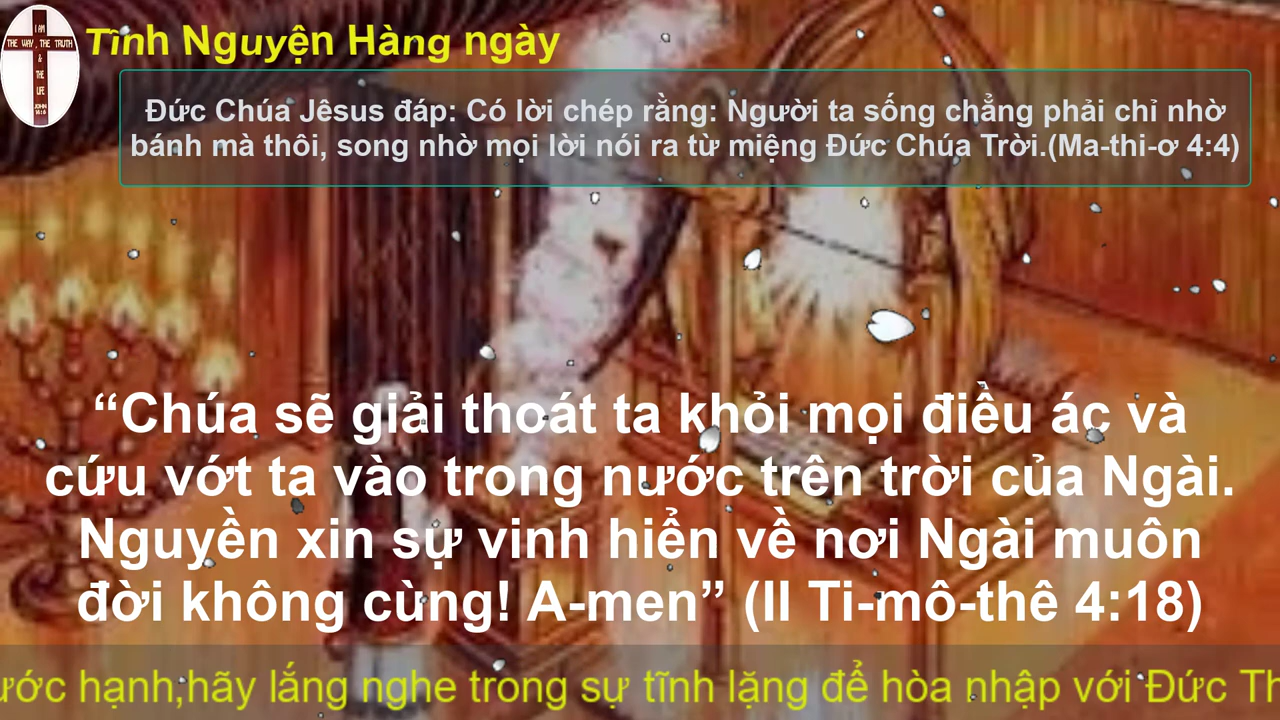 I AM
THE WAY , THE TRUTH
&
THE
LIFE
JOHN
14:6
Tĩnh Nguyện Hàng ngày
Đức Chúa Jêsus đáp: Có lời chép rằng: Người ta sống chẳng phải chỉ nhờ
bánh mà thôi, song nhờ mọi lời nói ra từ miệng Đức Chúa Trời.(Ma-thi-ơ 4:4)
“Chúa sẽ giải thoát ta khỏi mọi điều ác và
cứu vớt ta vào trong nước trên trời của Ngài.
Nguyền xin sự vinh hiển về nơi Ngài muôn
đời không cùng! A-men” (II Ti-mô-thê 4:18)
ước hạnh;hãy lắng nghe trong sự tĩnh lặng để hòa nhập với Đức Th